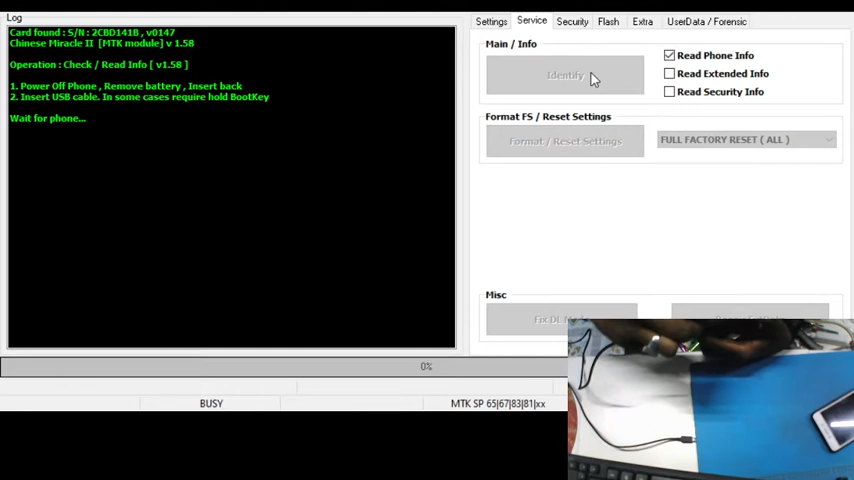 Log
Card found : S/N : 2CBD141B , v0147
Chinese Miracle II [MTK module] v 1.58
Operation : Check / Read Info [ v1.58 ]
1. Power Off Phone , Remove battery , Insert back
2. Insert USB cable. In some cases require hold BootKey
Wait for phone...
Settings Service Security Flash Extra UserData / Forensic
Main / Info
Identify
Read Phone Info
Read Extended Info
Read Security Info
Format FS / Reset Settings
Format / Reset Settings
FULL FACTORY RESET ( ALL )
Misc
Fix DL
0%
BUSY
MTK SP 65|67|83|81|xx